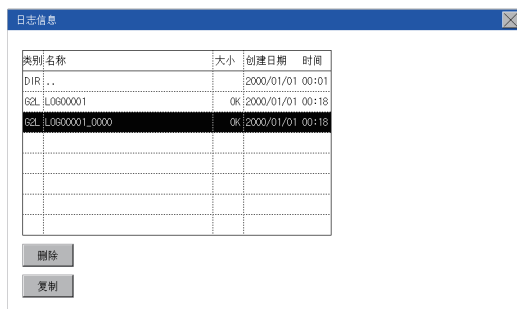 日志信息
类别 名称 大小 创建日期 时间
DIR .. 2000/01/01 00:01
G2L LOG00001 0K 2000/01/01 00:18
G2L LOG00001_0000 0K 2000/01/01 00:18
删除
复制